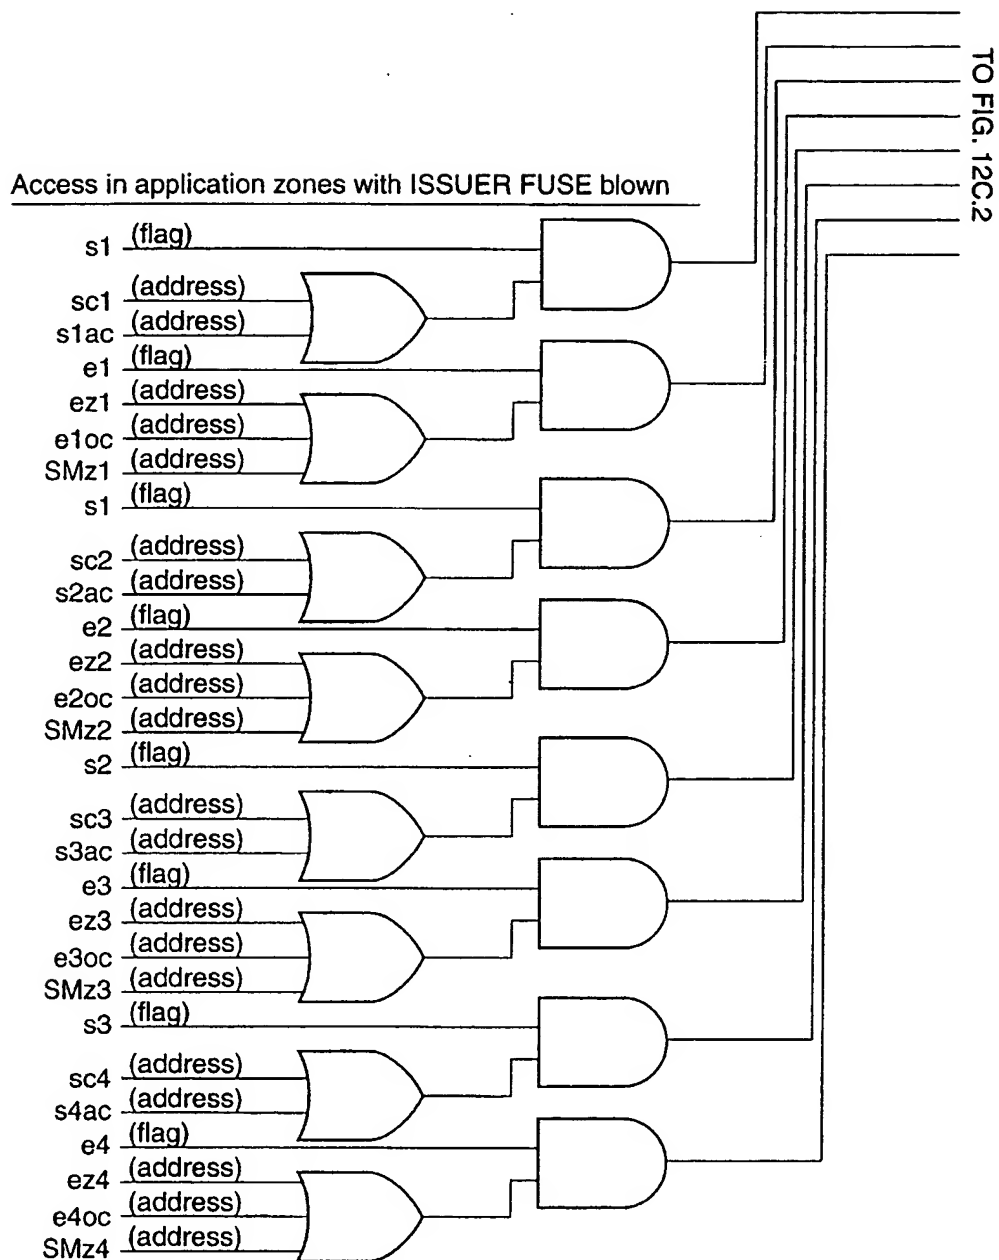 TO FIG. 12C.2
Access in application zones with ISSUER FUSE blown
s1 (flag)
sc1 (address)
s1ac (address)
e1 (flag)
ez1 (address)
e1oc (address)
SMz1 (address)
s1 (flag)
sc2 (address)
s2ac (address)
e2 (flag)
ez2 (address)
e2oc (address)
SMz2 (address)
s2 (flag)
sc3 (address)
s3ac (address)
e3 (flag)
ez3 (address)
e3oc (address)
SMz3 (address)
s3 (flag)
sc4 (address)
s4ac (address)
e4 (flag)
ez4 (address)
e4oc (address)
SMz4 (address)